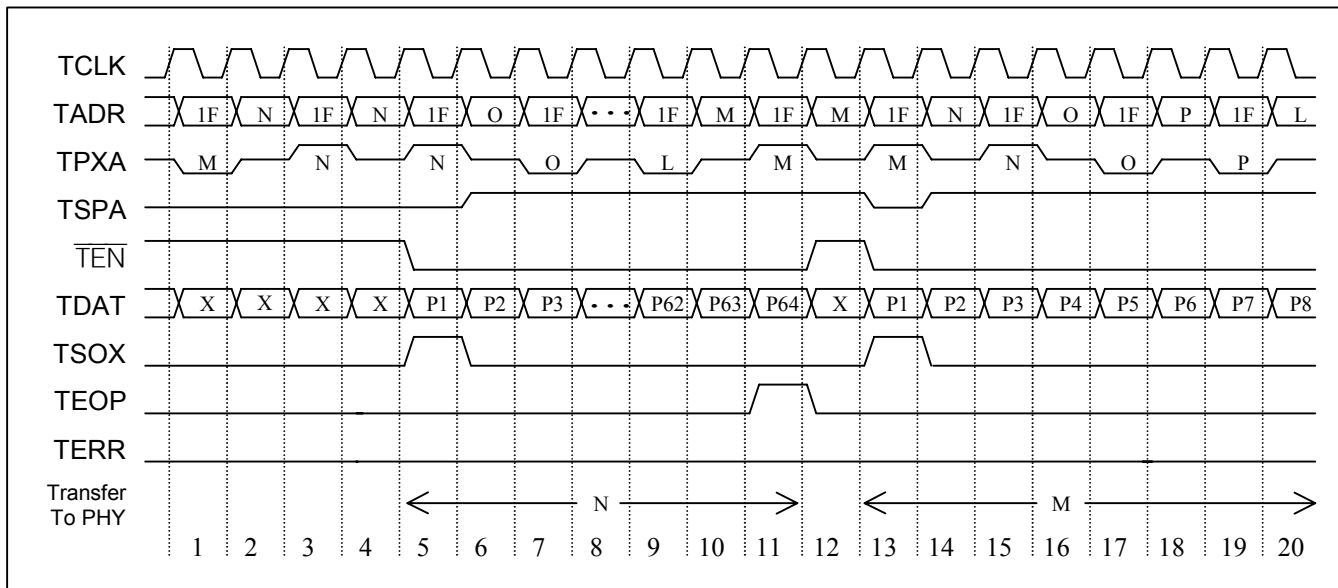 TCLK
TADR 1F N 1F N 1F O 1F ••• 1F M 1F M 1F N 1F O 1F P 1F L
TPXA M N N O L M M N O P
TSPA
TEN
TDAT X X X X P1 P2 P3 ••• P62 P63 P64 X P1 P2 P3 P4 P5 P6 P7 P8
TSOX
TEOP
TERR
Transfer
To PHY N M
1 2 3 4 5 6 7 8 9 10 11 12 13 14 15 16 17 18 19 20